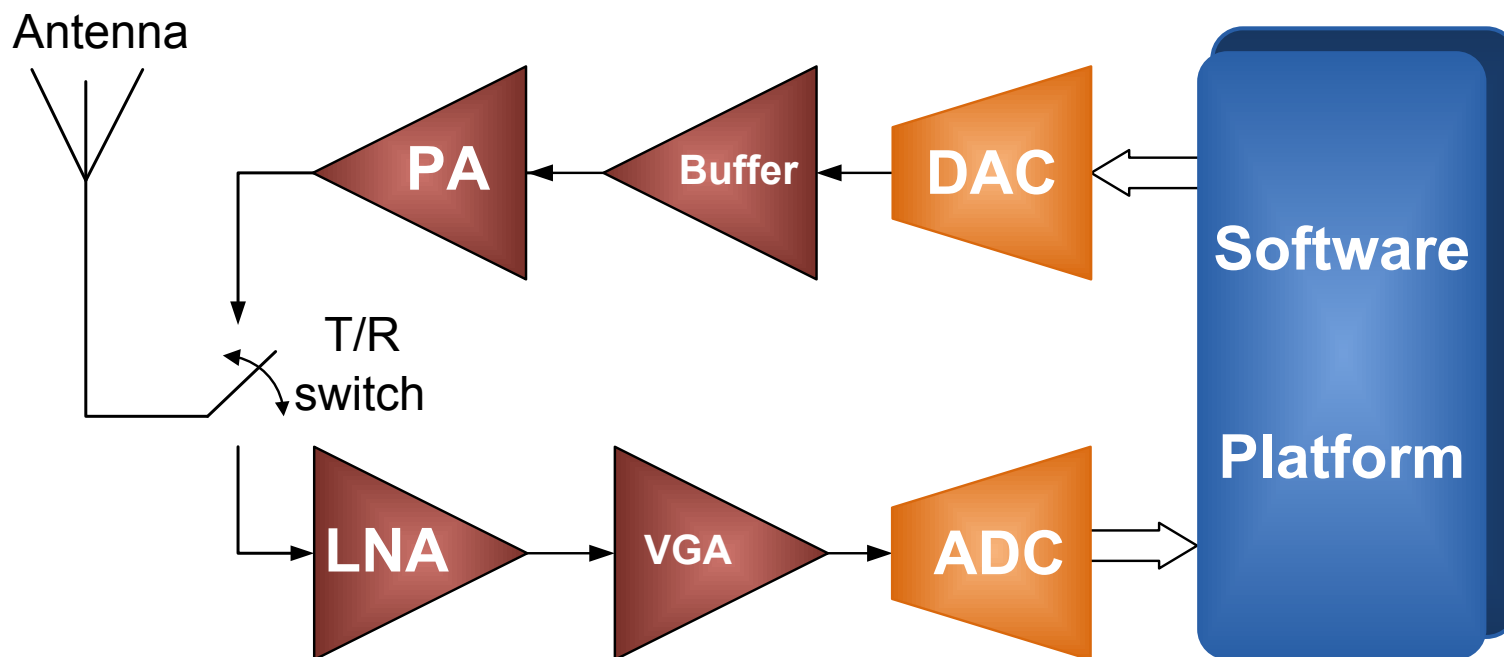 Antenna
PA
Buffer
DAC
Software
Platform
T/R
switch
LNA
VGA
ADC